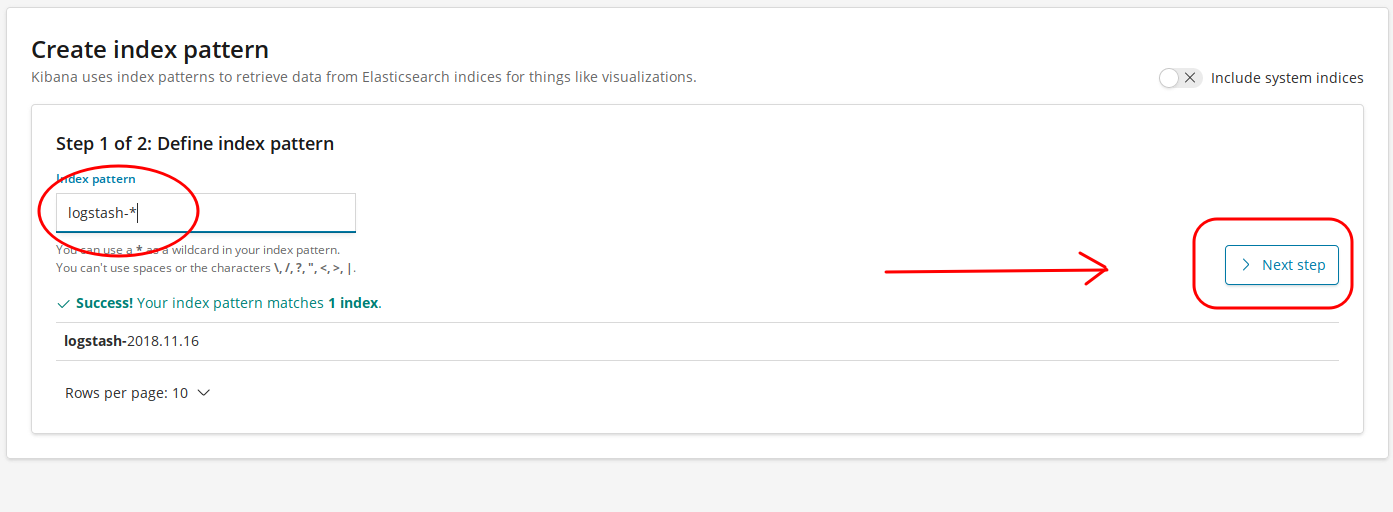 Create index pattern
Kibana uses index patterns to retrieve data from Elasticsearch indices for things like visualizations.
Include system indices
Step 1 of 2: Define index pattern
Index pattern
logstash-*
You can use a * as a wildcard in your index pattern.
You can't use spaces or the characters \, /, ?, ", <, >, |.
Next step
Success! Your index pattern matches 1 index.
logstash-2018.11.16
Rows per page: 10